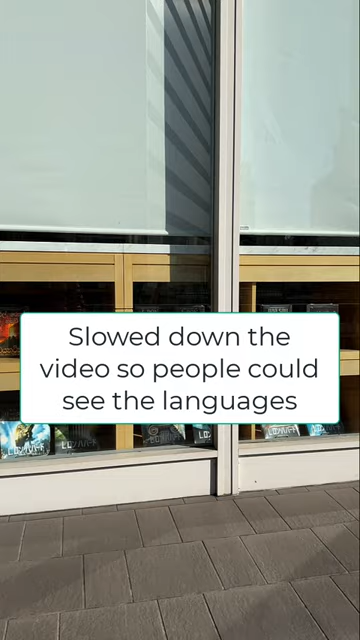 Slowed down the
video so people could
see the languages